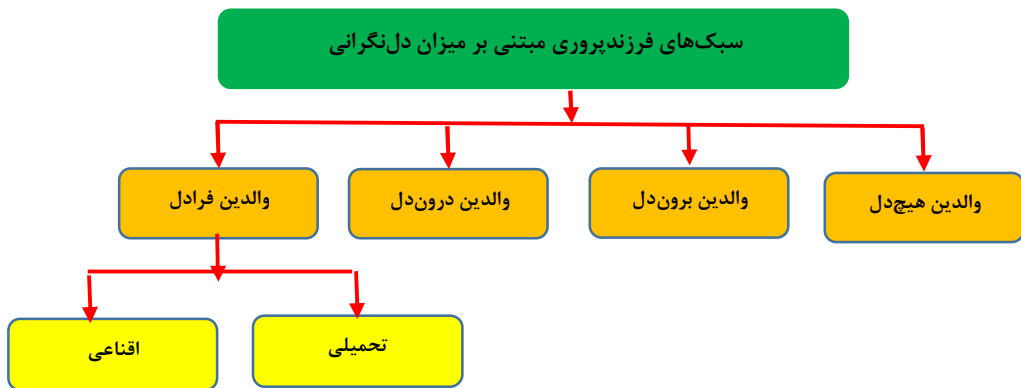 سبک‌های فرزندپروری مبتنی بر میزان دل‌نگرانی
والدین هیچ‌دل
والدین برون‌دل
والدین درون‌دل
والدین فرادل
تحمیلی
اقناعی